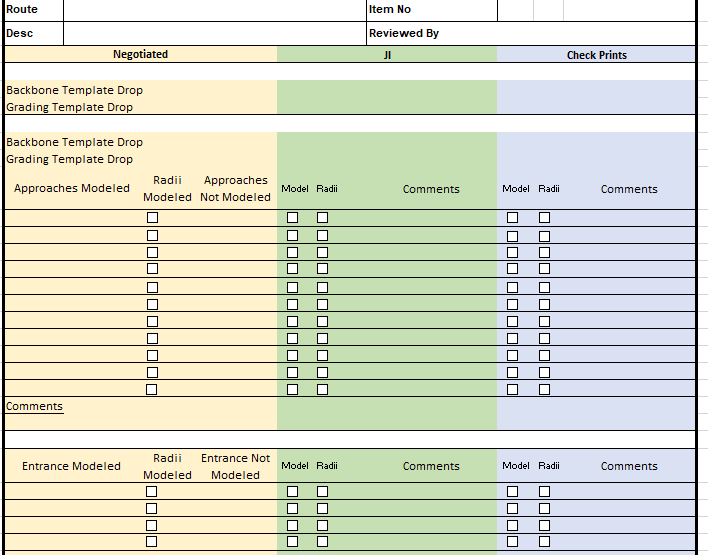 Route Item No
Desc Reviewed By
Negotiated JI Check Prints
Backbone Template Drop
Grading Template Drop
Backbone Template Drop
Grading Template Drop
Approaches Modeled Radii Modeled Approaches Not Modeled Model Radii Comments Model Radii Comments
Comments
Entrance Modeled Radii Modeled Entrance Not Modeled Model Radii Comments Model Radii Comments